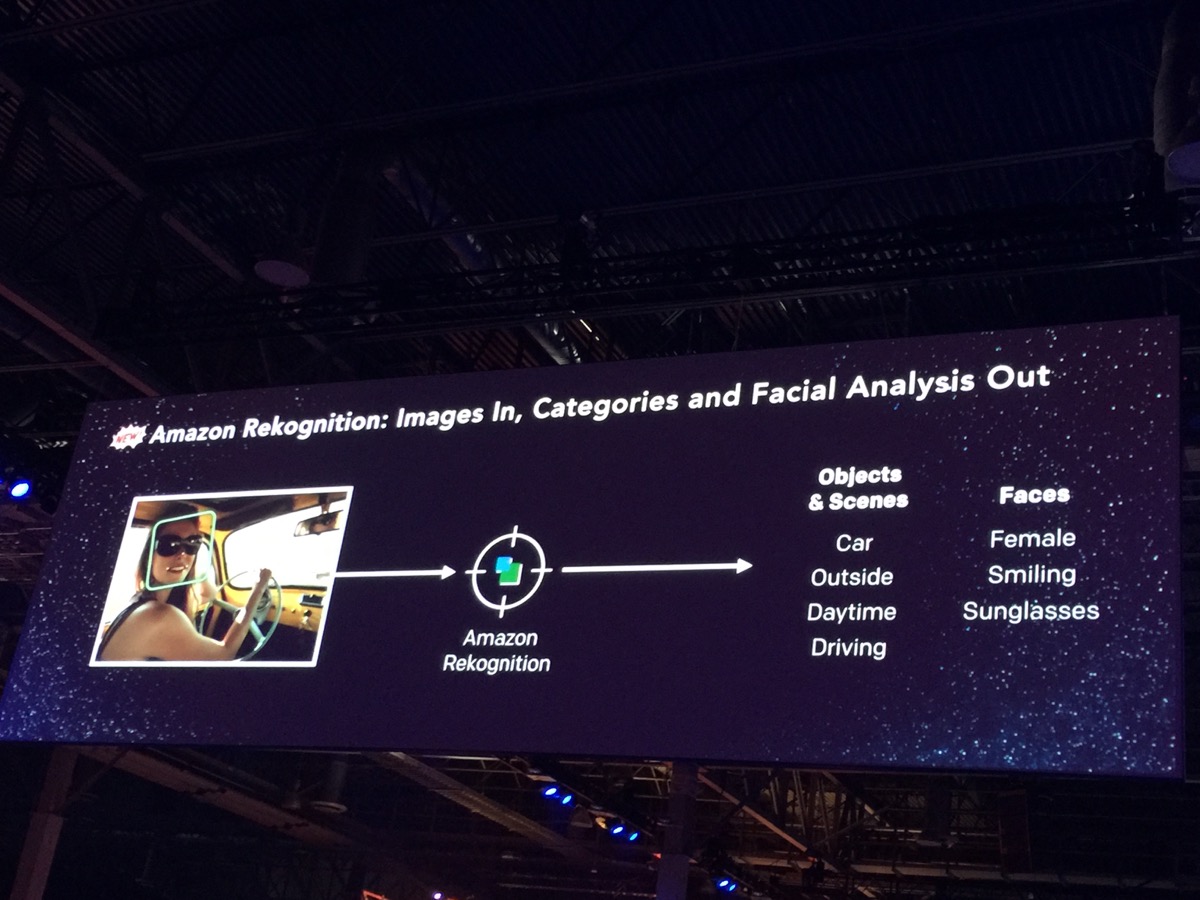 NEW Amazon Rekognition: Images In, Categories and Facial Analysis Out
Amazon
Rekognition
Objects
& Scenes
Car
Outside
Daytime
Driving
Faces
Female
Smiling
Sunglasses